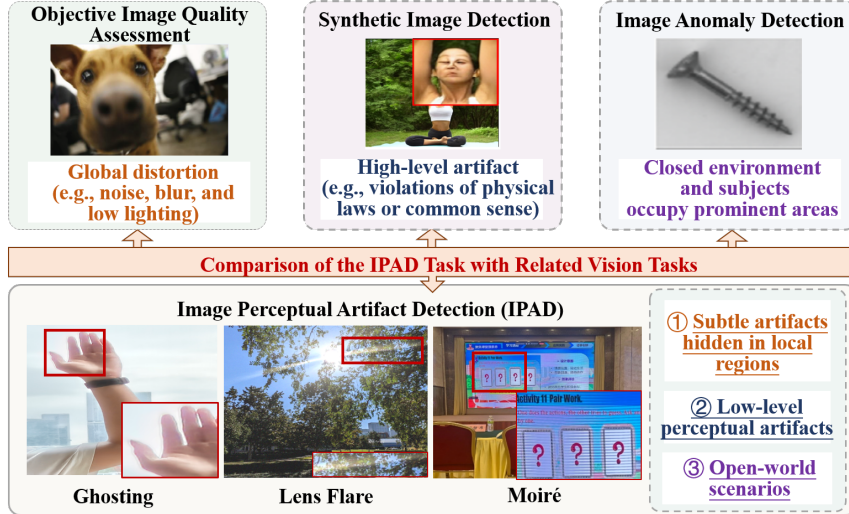 Objective Image Quality
Assessment
Global distortion
(e.g., noise, blur, and
low lighting)
Synthetic Image Detection
High-level artifact
(e.g., violations of physical
laws or common sense)
Image Anomaly Detection
Closed environment
and subjects
occupy prominent areas
Comparison of the IPAD Task with Related Vision Tasks
Image Perceptual Artifact Detection (IPAD)
Activity 11 Pair Work.
? ? ? ?
? ? ?
Ghosting
Lens Flare
Moiré
① Subtle artifacts
hidden in local
regions
② Low-level
perceptual artifacts
③ Open-world
scenarios